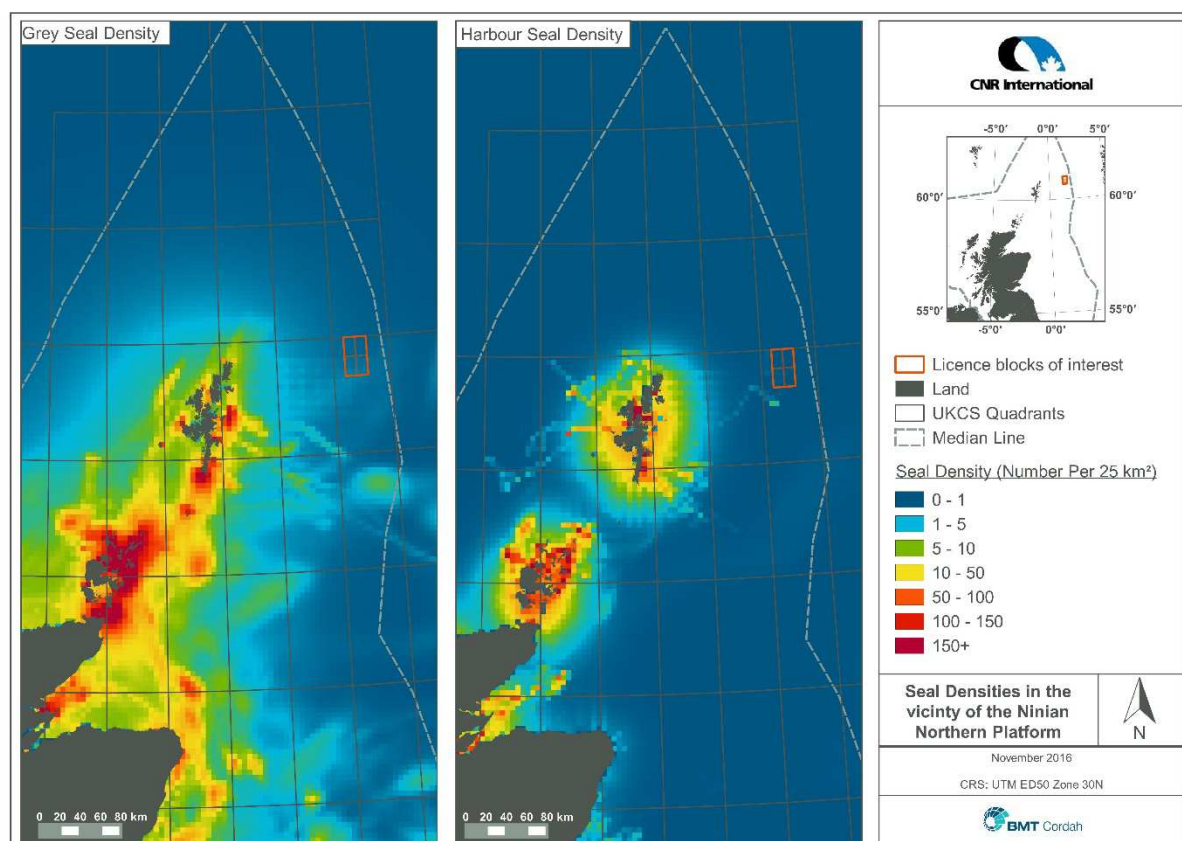 Grey Seal Density
0 20 40 60 80 km
Harbour Seal Density
0 20 40 60 80 km
CNR International
-5°0' 0°0' 5°0'
60°0' 60°0'
55°0' 55°0'
-5°0' 0°0'
Licence blocks of interest
Land
UKCS Quadrants
Median Line
Seal Density (Number Per 25 km²)
0 - 1
1 - 5
5 - 10
10 - 50
50 - 100
100 - 150
150+
Seal Densities in the
vicinty of the Ninian
Northern Platform
N
November 2016
CRS: UTM ED50 Zone 30N
BMT Cordah